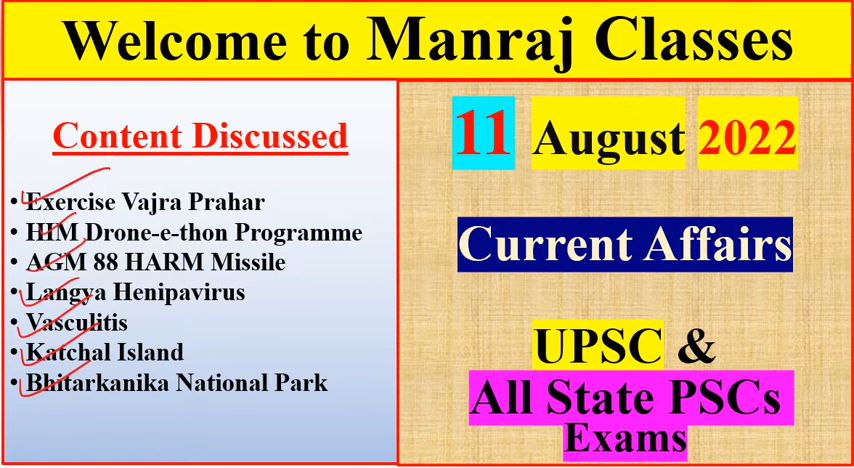 Welcome to Manraj Classes
Content Discussed
• Exercise Vajra Prahar
• HIM Drone-e-thon Programme
• AGM 88 HARM Missile
• Langya Henipavirus
• Vasculitis
• Katchal Island
• Bhitarkanika National Park
11 August 2022
Current Affairs
UPSC &
All State PSCs
Exams